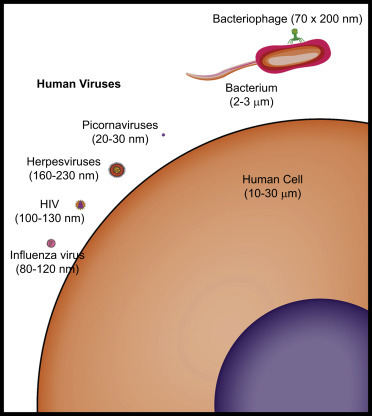 Bacteriophage (70 x 200 nm)
Human Viruses
Bacterium
(2-3 μm)
Picornaviruses
(20-30 nm)
Herpesviruses
(160-230 nm)
Human Cell
(10-30 μm)
HIV
(100-130 nm)
Influenza virus
(80-120 nm)